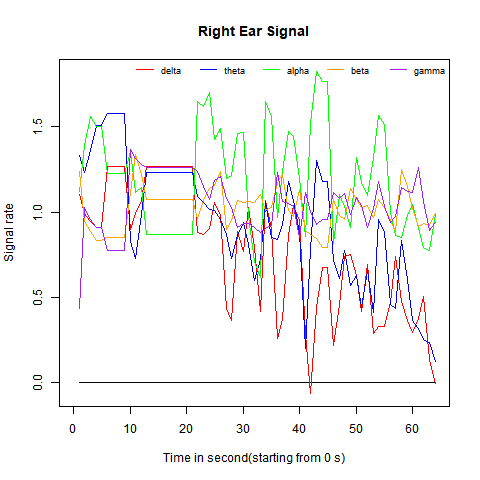 Right Ear Signal
delta theta alpha beta gamma
Signal rate
0.0 0.5 1.0 1.5
0 10 20 30 40 50 60
Time in second(starting from 0 s)